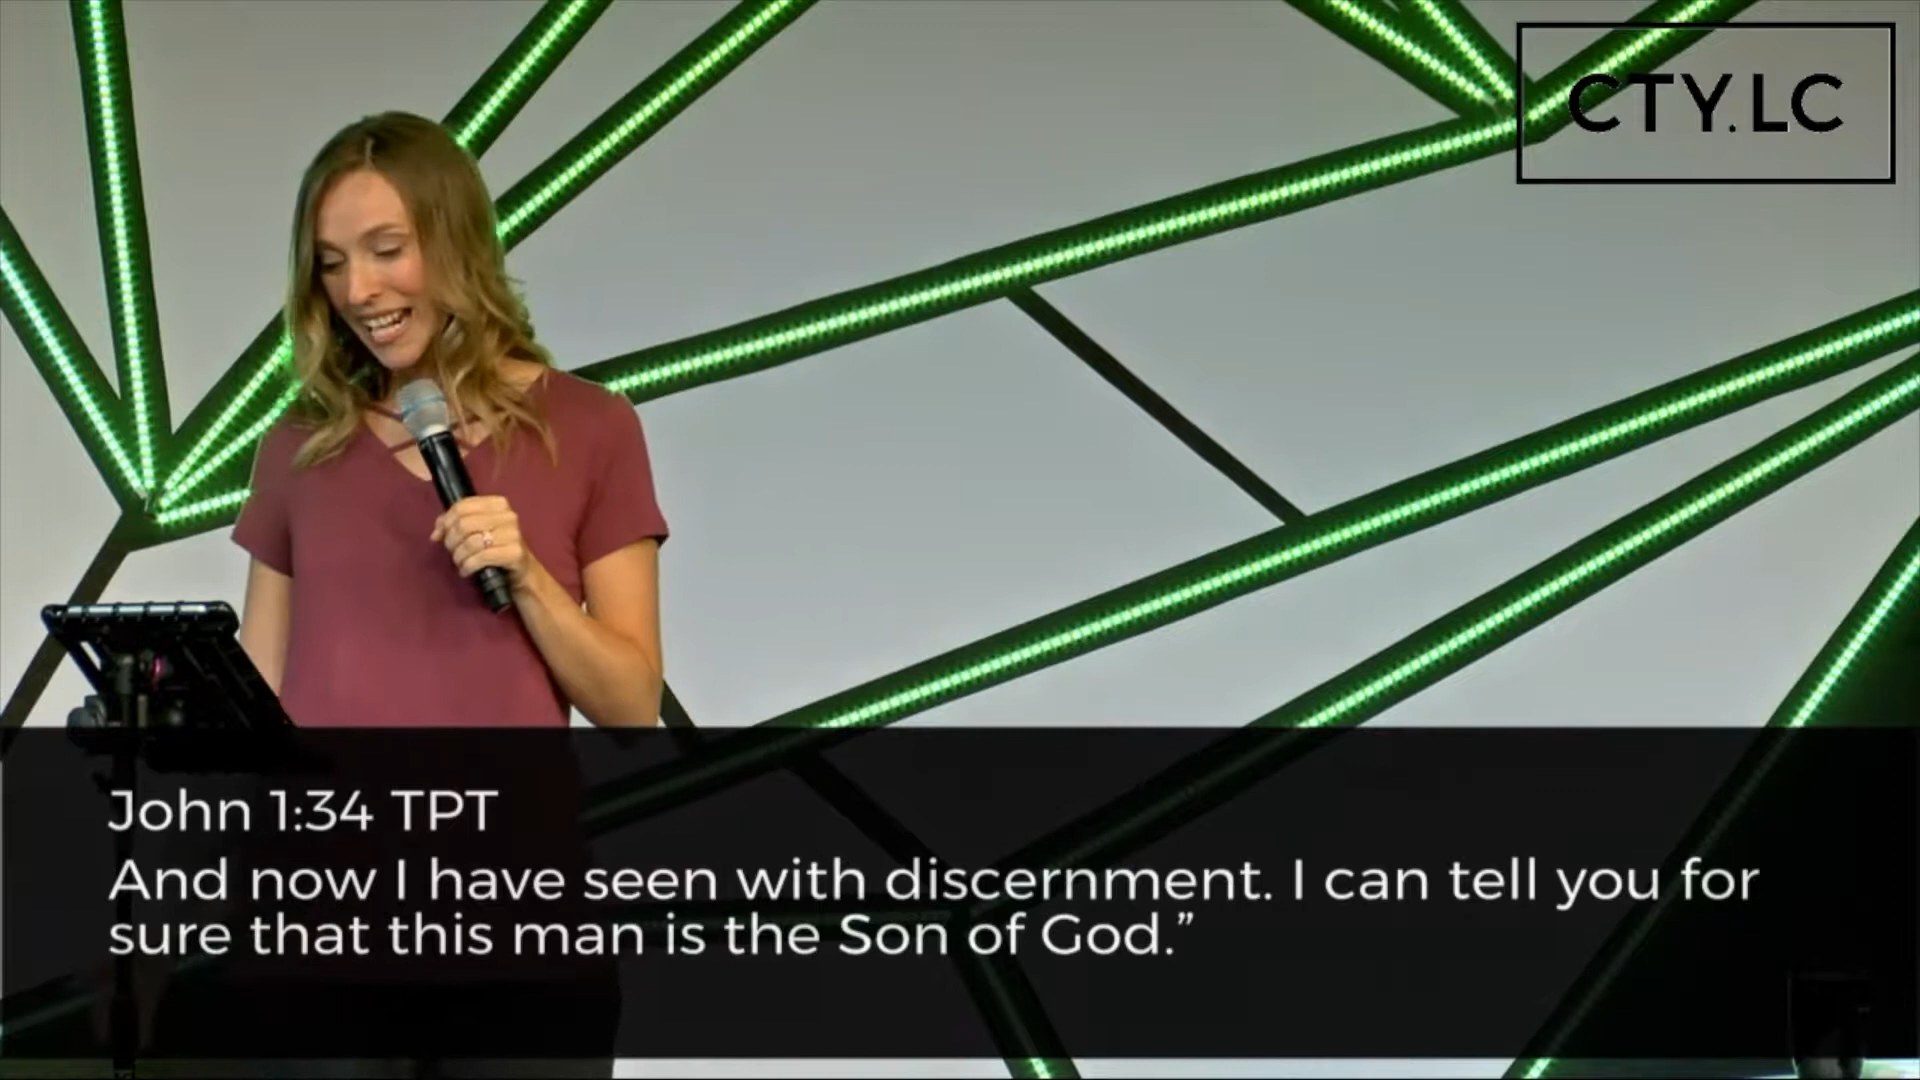 CTY.LC
John 1:34 TPT
And now I have seen with discernment. I can tell you for
sure that this man is the Son of God.”